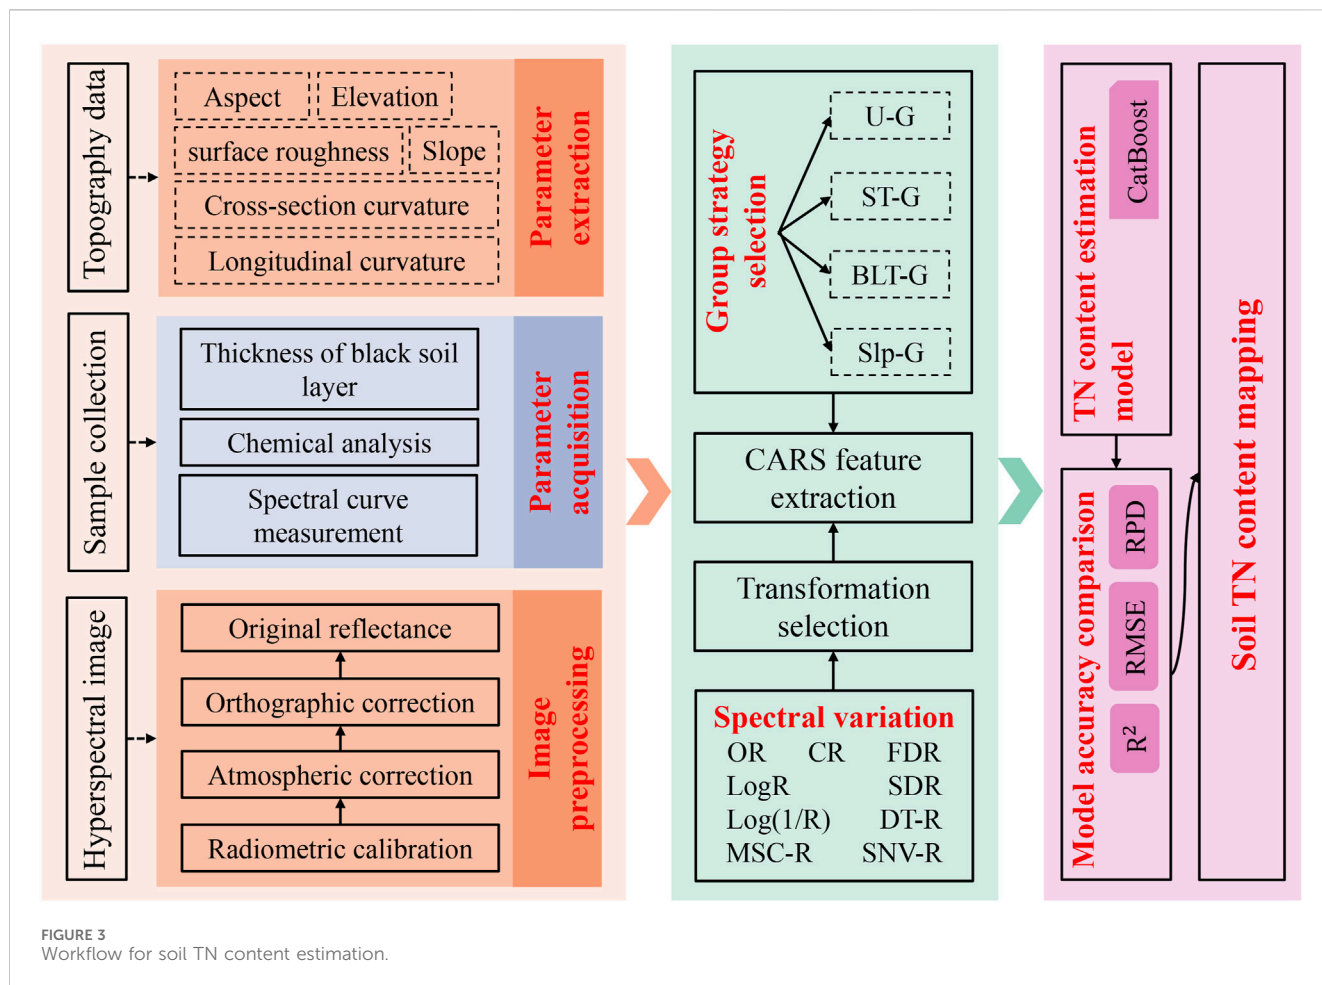 Topography data
Aspect
Elevation
surface roughness
Slope
Cross-section curvature
Longitudinal curvature
Parameter
extraction
Sample collection
Thickness of black soil
layer
Chemical analysis
Spectral curve
measurement
Parameter
acquisition
Hyperspectral image
Original reflectance
Orthographic correction
Atmospheric correction
Radiometric calibration
Image
preprocessing
Group strategy
selection
U-G
ST-G
BLT-G
Slp-G
CARS feature
extraction
Transformation
selection
Spectral variation
OR CR FDR
LogR SDR
Log(1/R) DT-R
MSC-R SNV-R
TN content estimation
model
CatBoost
Model accuracy comparison
RPD
RMSE
R²
Soil TN content mapping
FIGURE 3
Workflow for soil TN content estimation.